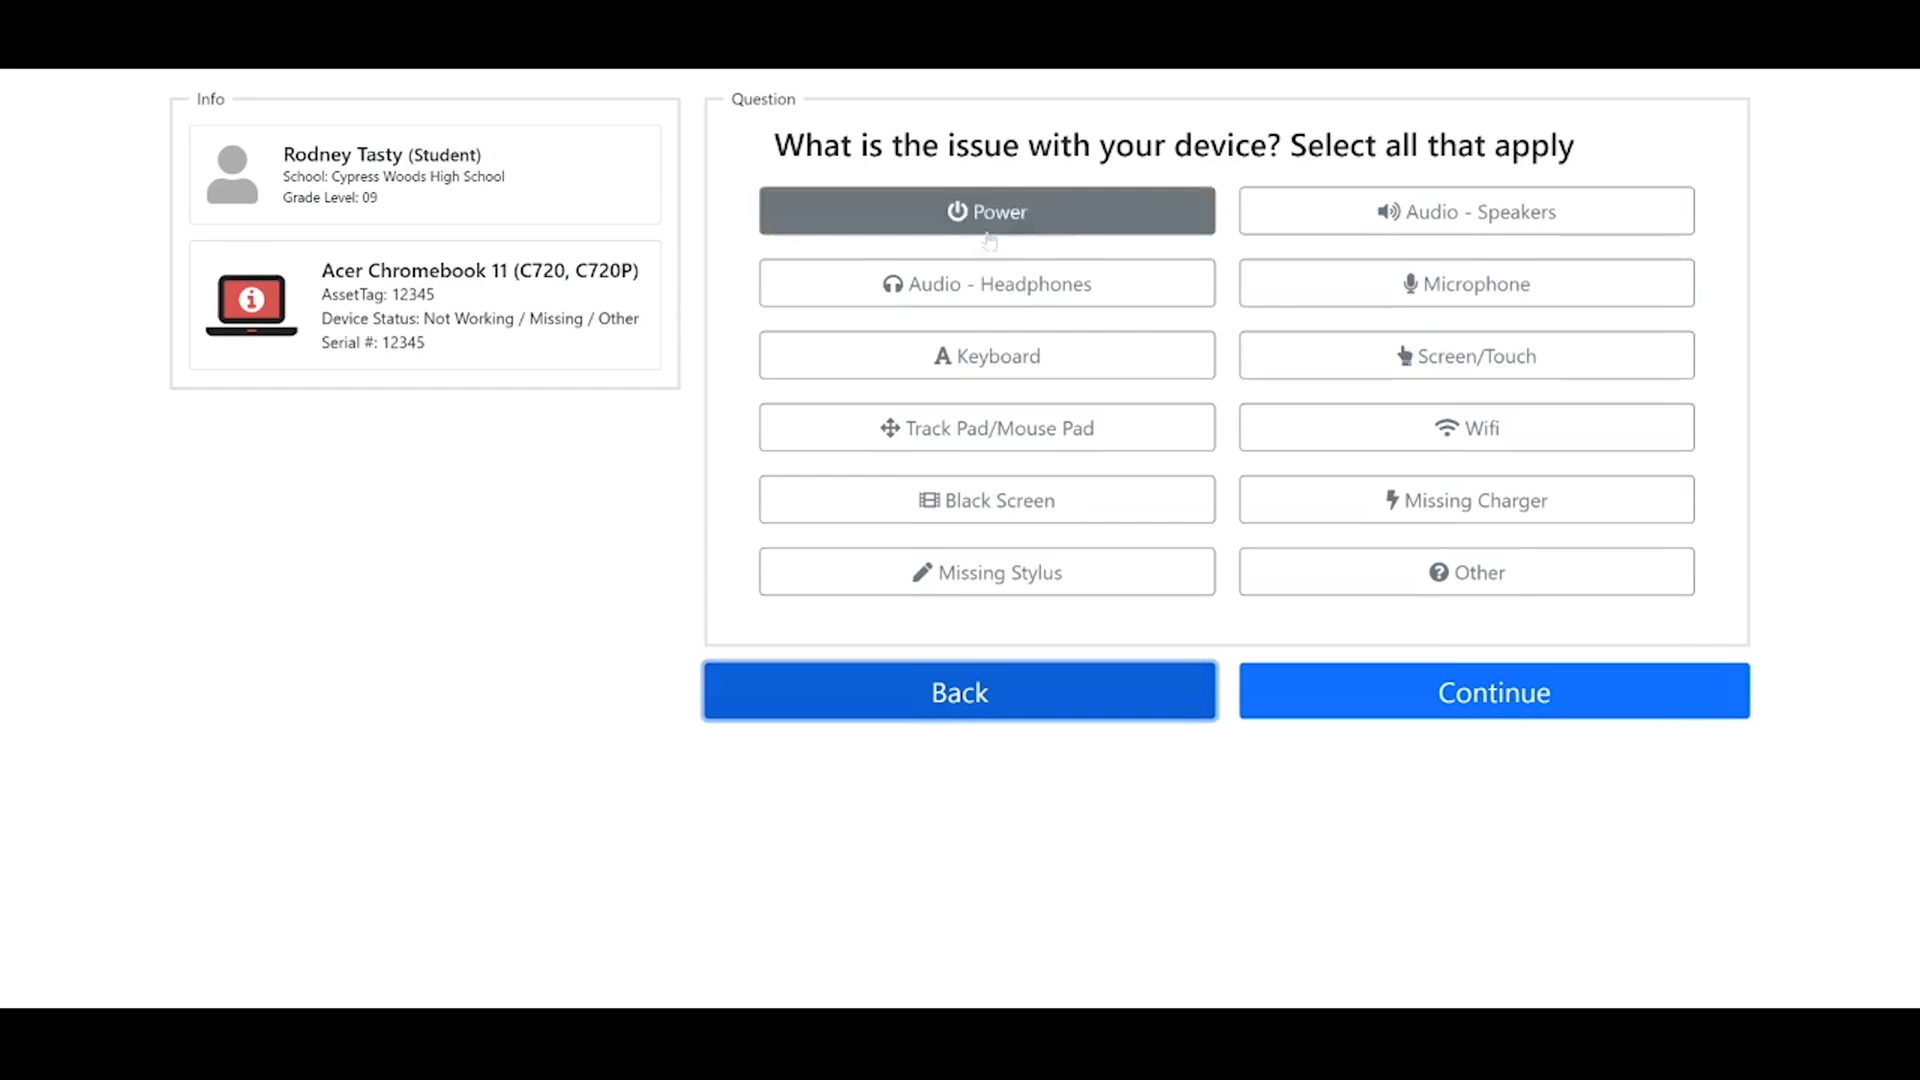 Info
Rodney Tasty (Student)
School: Cypress Woods High School
Grade Level: 09
Acer Chromebook 11 (C720, C720P)
AssetTag: 12345
Device Status: Not Working / Missing / Other
Serial #: 12345
Question
What is the issue with your device? Select all that apply
Power
Audio - Speakers
Audio - Headphones
Microphone
Keyboard
Screen/Touch
Track Pad/Mouse Pad
Wifi
Black Screen
Missing Charger
Missing Stylus
Other
Back
Continue